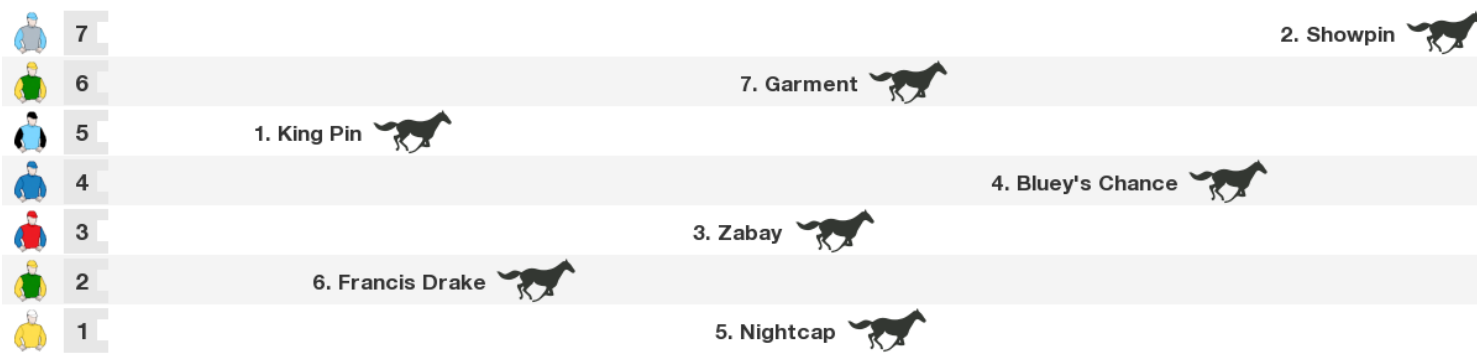 7 2. Showpin
6 7. Garment
5 1. King Pin
4 4. Bluey's Chance
3 3. Zabay
2 6. Francis Drake
1 5. Nightcap